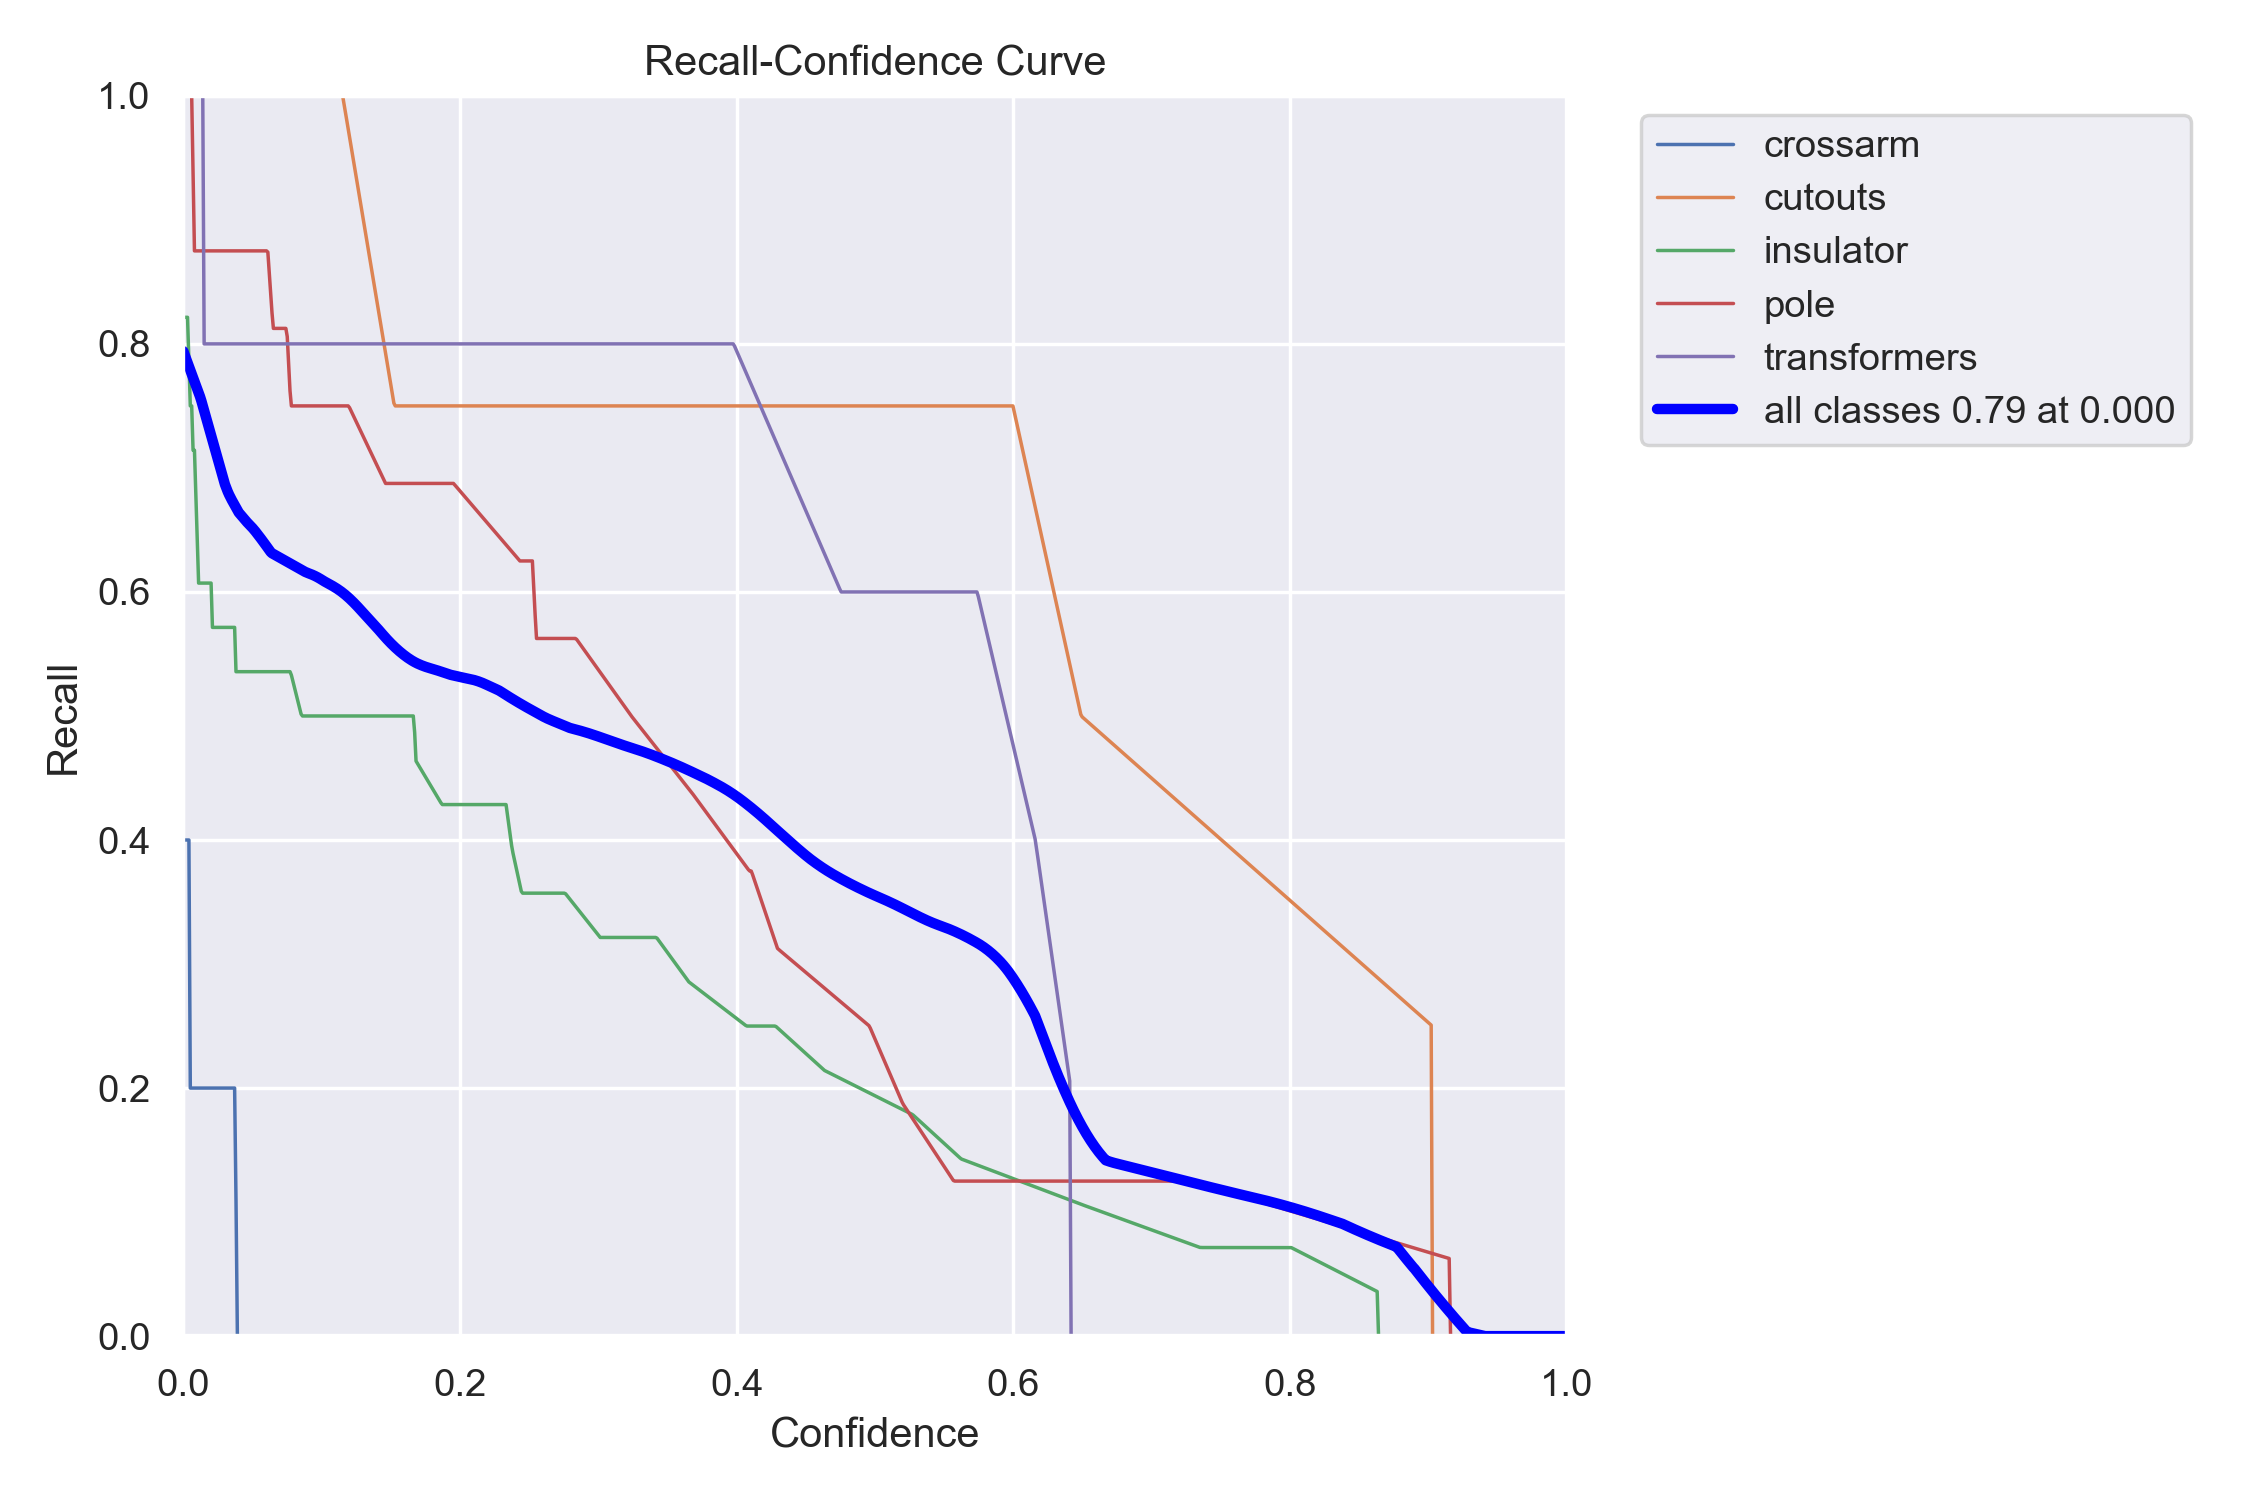 Recall-Confidence Curve
1.0
0.8
0.6
0.4
0.2
0.0
Recall
0.0 0.2 0.4 0.6 0.8 1.0
Confidence
crossarm
cutouts
insulator
pole
transformers
all classes 0.79 at 0.000